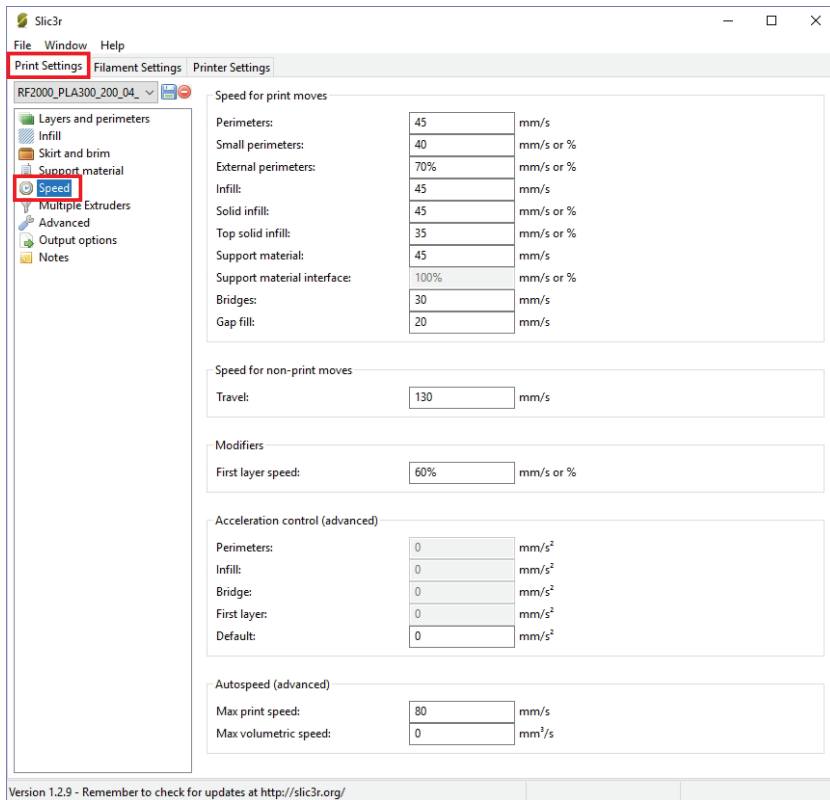 Slic3r
File Window Help
Print Settings Filament Settings Printer Settings
RF2000_PLA300_200_04_
Layers and perimeters
Infill
Skirt and brim
Support material
Speed
Multiple Extruders
Advanced
Output options
Notes
Speed for print moves
Perimeters: 45 mm/s
Small perimeters: 40 mm/s or %
External perimeters: 70% mm/s or %
Infill: 45 mm/s
Solid infill: 45 mm/s or %
Top solid infill: 35 mm/s or %
Support material: 45 mm/s
Support material interface: 100% mm/s or %
Bridges: 30 mm/s
Gap fill: 20 mm/s
Speed for non-print moves
Travel: 130 mm/s
Modifiers
First layer speed: 60% mm/s or %
Acceleration control (advanced)
Perimeters: 0 mm/s²
Infill: 0 mm/s²
Bridge: 0 mm/s²
First layer: 0 mm/s²
Default: 0 mm/s²
Autospeed (advanced)
Max print speed: 80 mm/s
Max volumetric speed: 0 mm³/s
Version 1.2.9 - Remember to check for updates at http://slic3r.org/